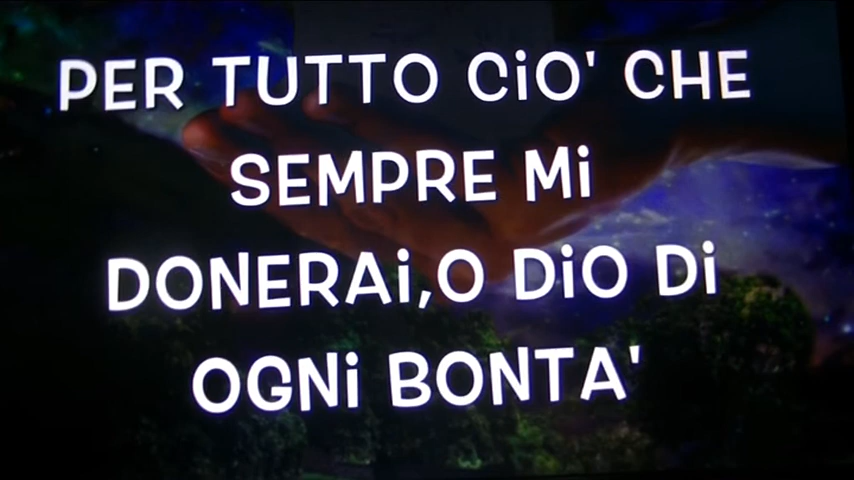 PER TUTTO CiO' CHE
SEMPRE Mi
DONERAi,O DiO Di
OGNi BONTA'